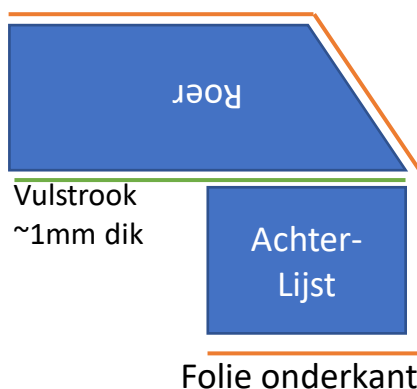 Roer
Vulstrook
~1mm dik
Achter-
Lijst
Folie onderkant